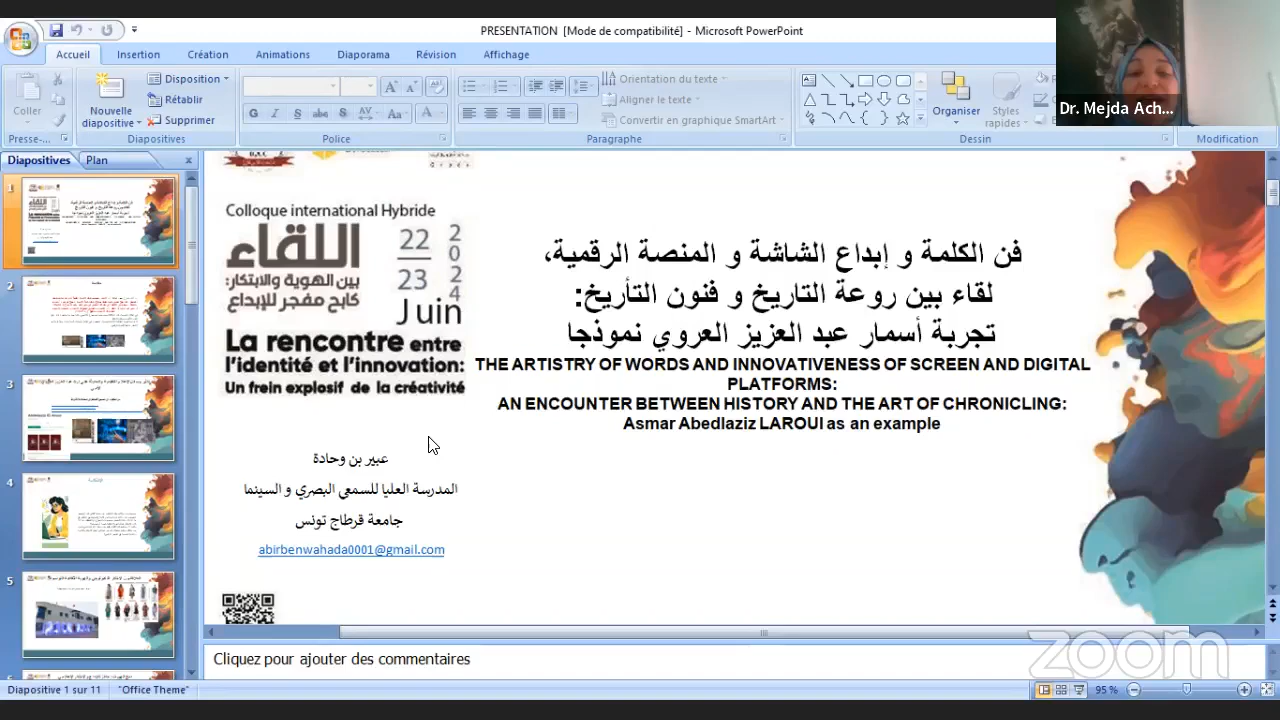 PRESENTATION [Mode de compatibilité] - Microsoft PowerPoint
Accueil
Insertion
Création
Animations
Diaporama
Révision
Affichage
Coller
Presse-...
Nouvelle diapositive
Disposition
Rétablir
Supprimer
Diapositives
G I S abc S AV Aa A
Police
Orientation du texte
Aligner le texte
Convertir en graphique SmartArt
Paragraphe
Organiser
Styles rapides
Dessin
Modification
Dr. Mejda Ach...
Diapositives
Plan
1
2
3
4
5
Colloque international Hybride
اللقاء
بين الهوية والابتكار:
كابح مفجر للإبداع
22
23
2024
Juin
La rencontre entre
l'identité et l'innovation:
Un frein explosif de la créativité
فن الكلمة و إبداع الشاشة و المنصة الرقمية،
لقاء بين روعة التاريخ و فنون التأريخ:
تجربة أسمار عبد العزيز العروي نموذجا
THE ARTISTRY OF WORDS AND INNOVATIVENESS OF SCREEN AND DIGITAL
PLATFORMS:
AN ENCOUNTER BETWEEN HISTORY AND THE ART OF CHRONICLING:
Asmar Abedlaziz LAROUI as an example
عبير بن وحادة
المدرسة العليا للسمعي البصري و السينما
جامعة قرطاج تونس
abirbenwahada0001@gmail.com
Cliquez pour ajouter des commentaires
zoom
Diapositive 1 sur 11
"Office Theme"
95 %